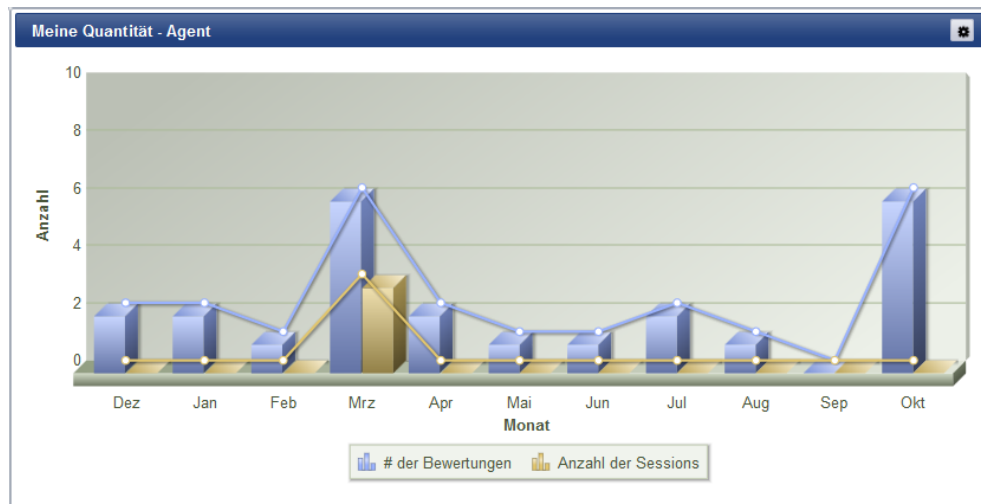 Meine Quantität - Agent
10
8
6
4
2
0
Anzahl
Dez Jan Feb Mrz Apr Mai Jun Jul Aug Sep Okt
Monat
# der Bewertungen Anzahl der Sessions